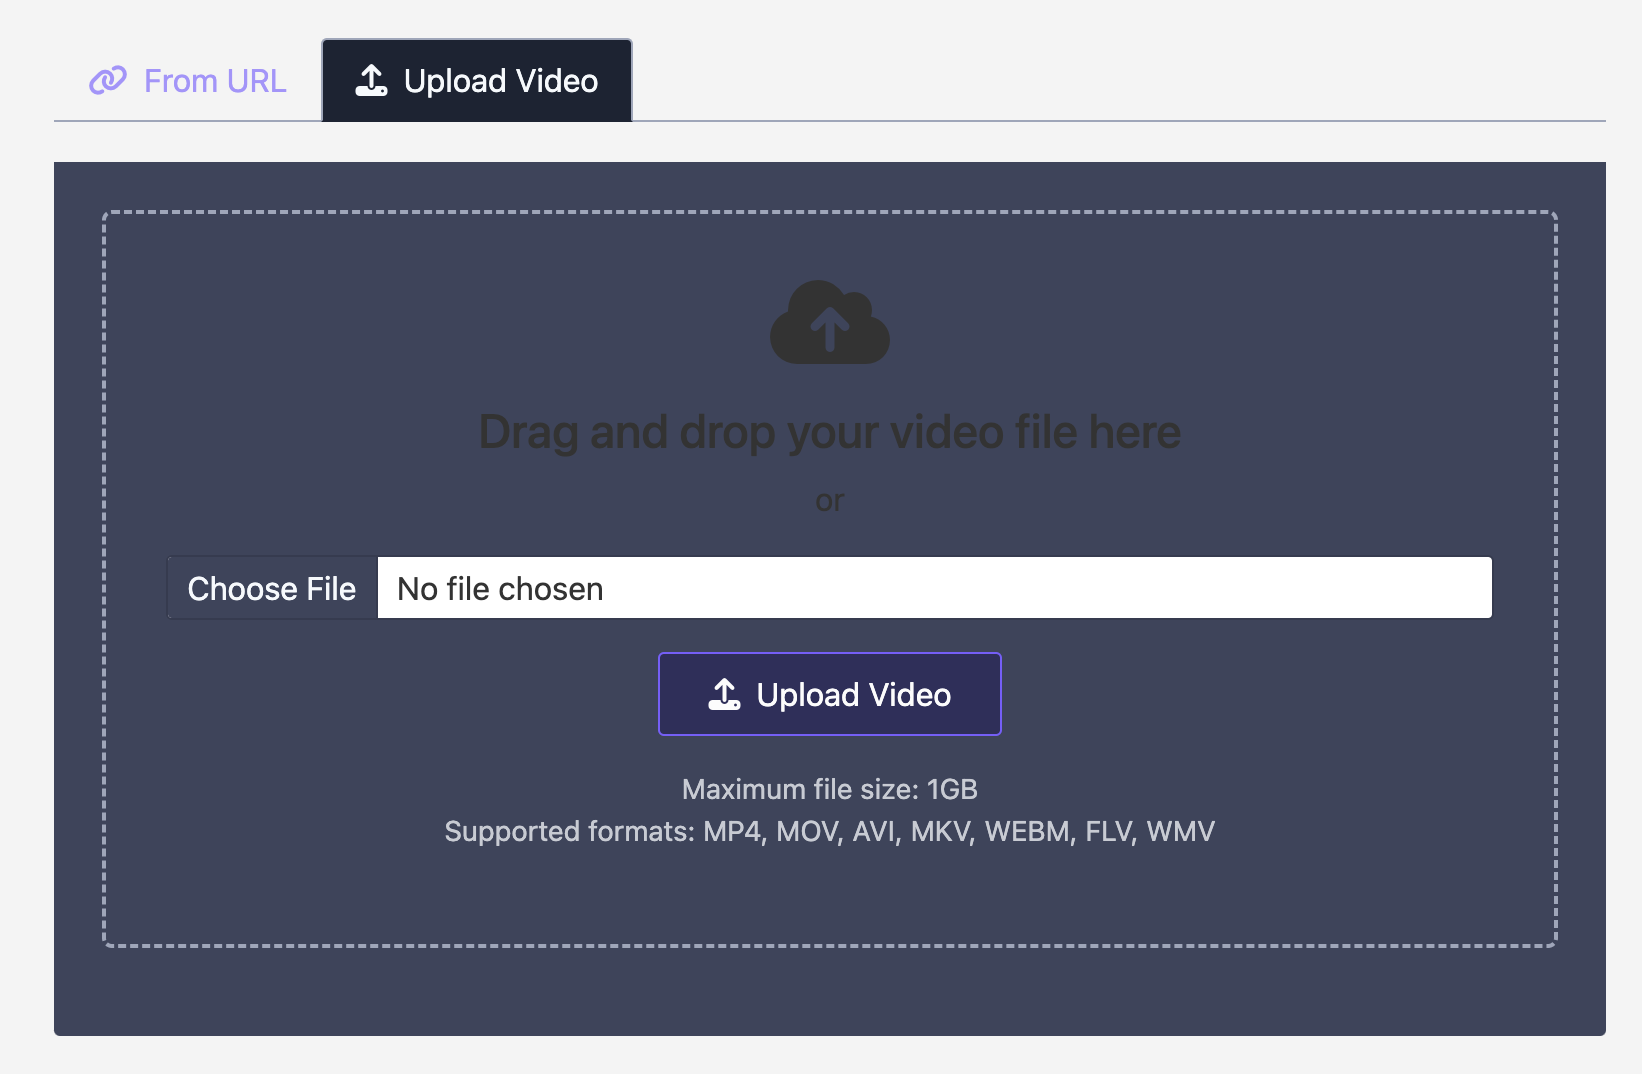 From URL
Upload Video
Drag and drop your video file here
or
Choose File
No file chosen
Upload Video
Maximum file size: 1GB
Supported formats: MP4, MOV, AVI, MKV, WEBM, FLV, WMV